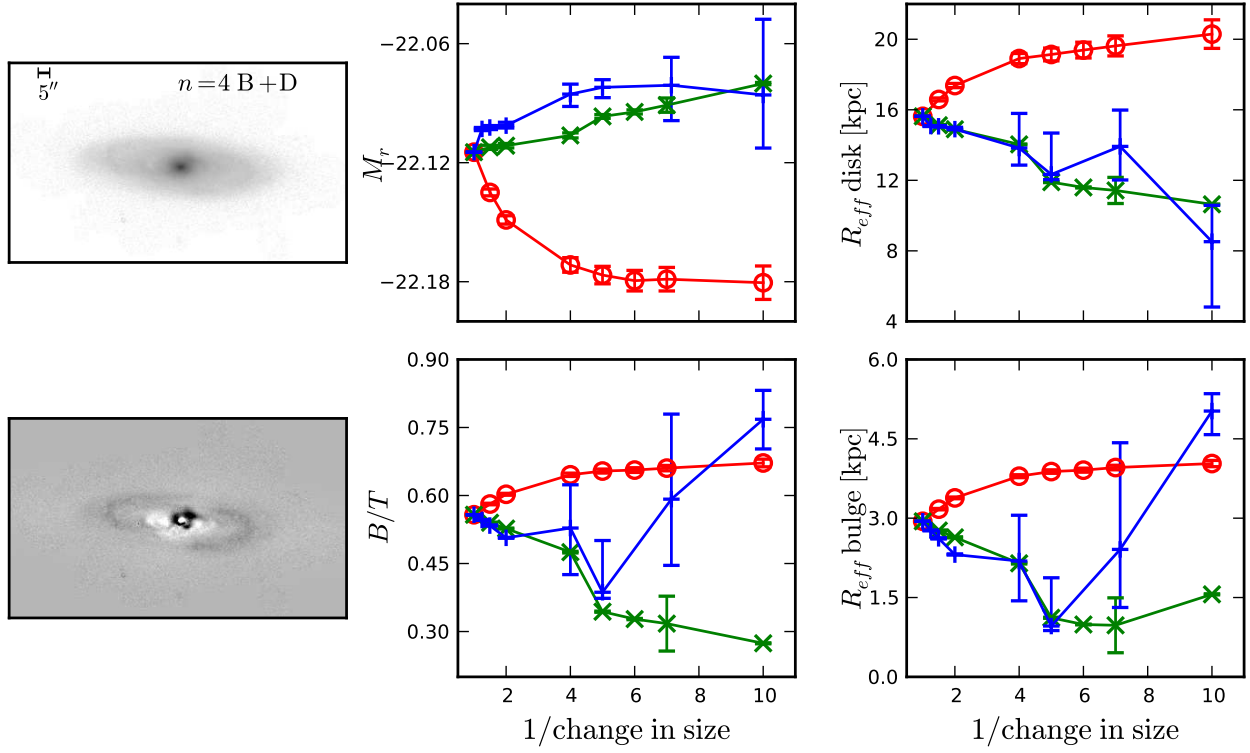 5″
n=4 B+D
−22.06
−22.12
−22.18
M_r
20
16
12
8
4
R_eff disk [kpc]
0.90
0.75
0.60
0.45
0.30
B/T
2 4 6 8 10
1/change in size
6.0
4.5
3.0
1.5
0.0
R_eff bulge [kpc]
2 4 6 8 10
1/change in size